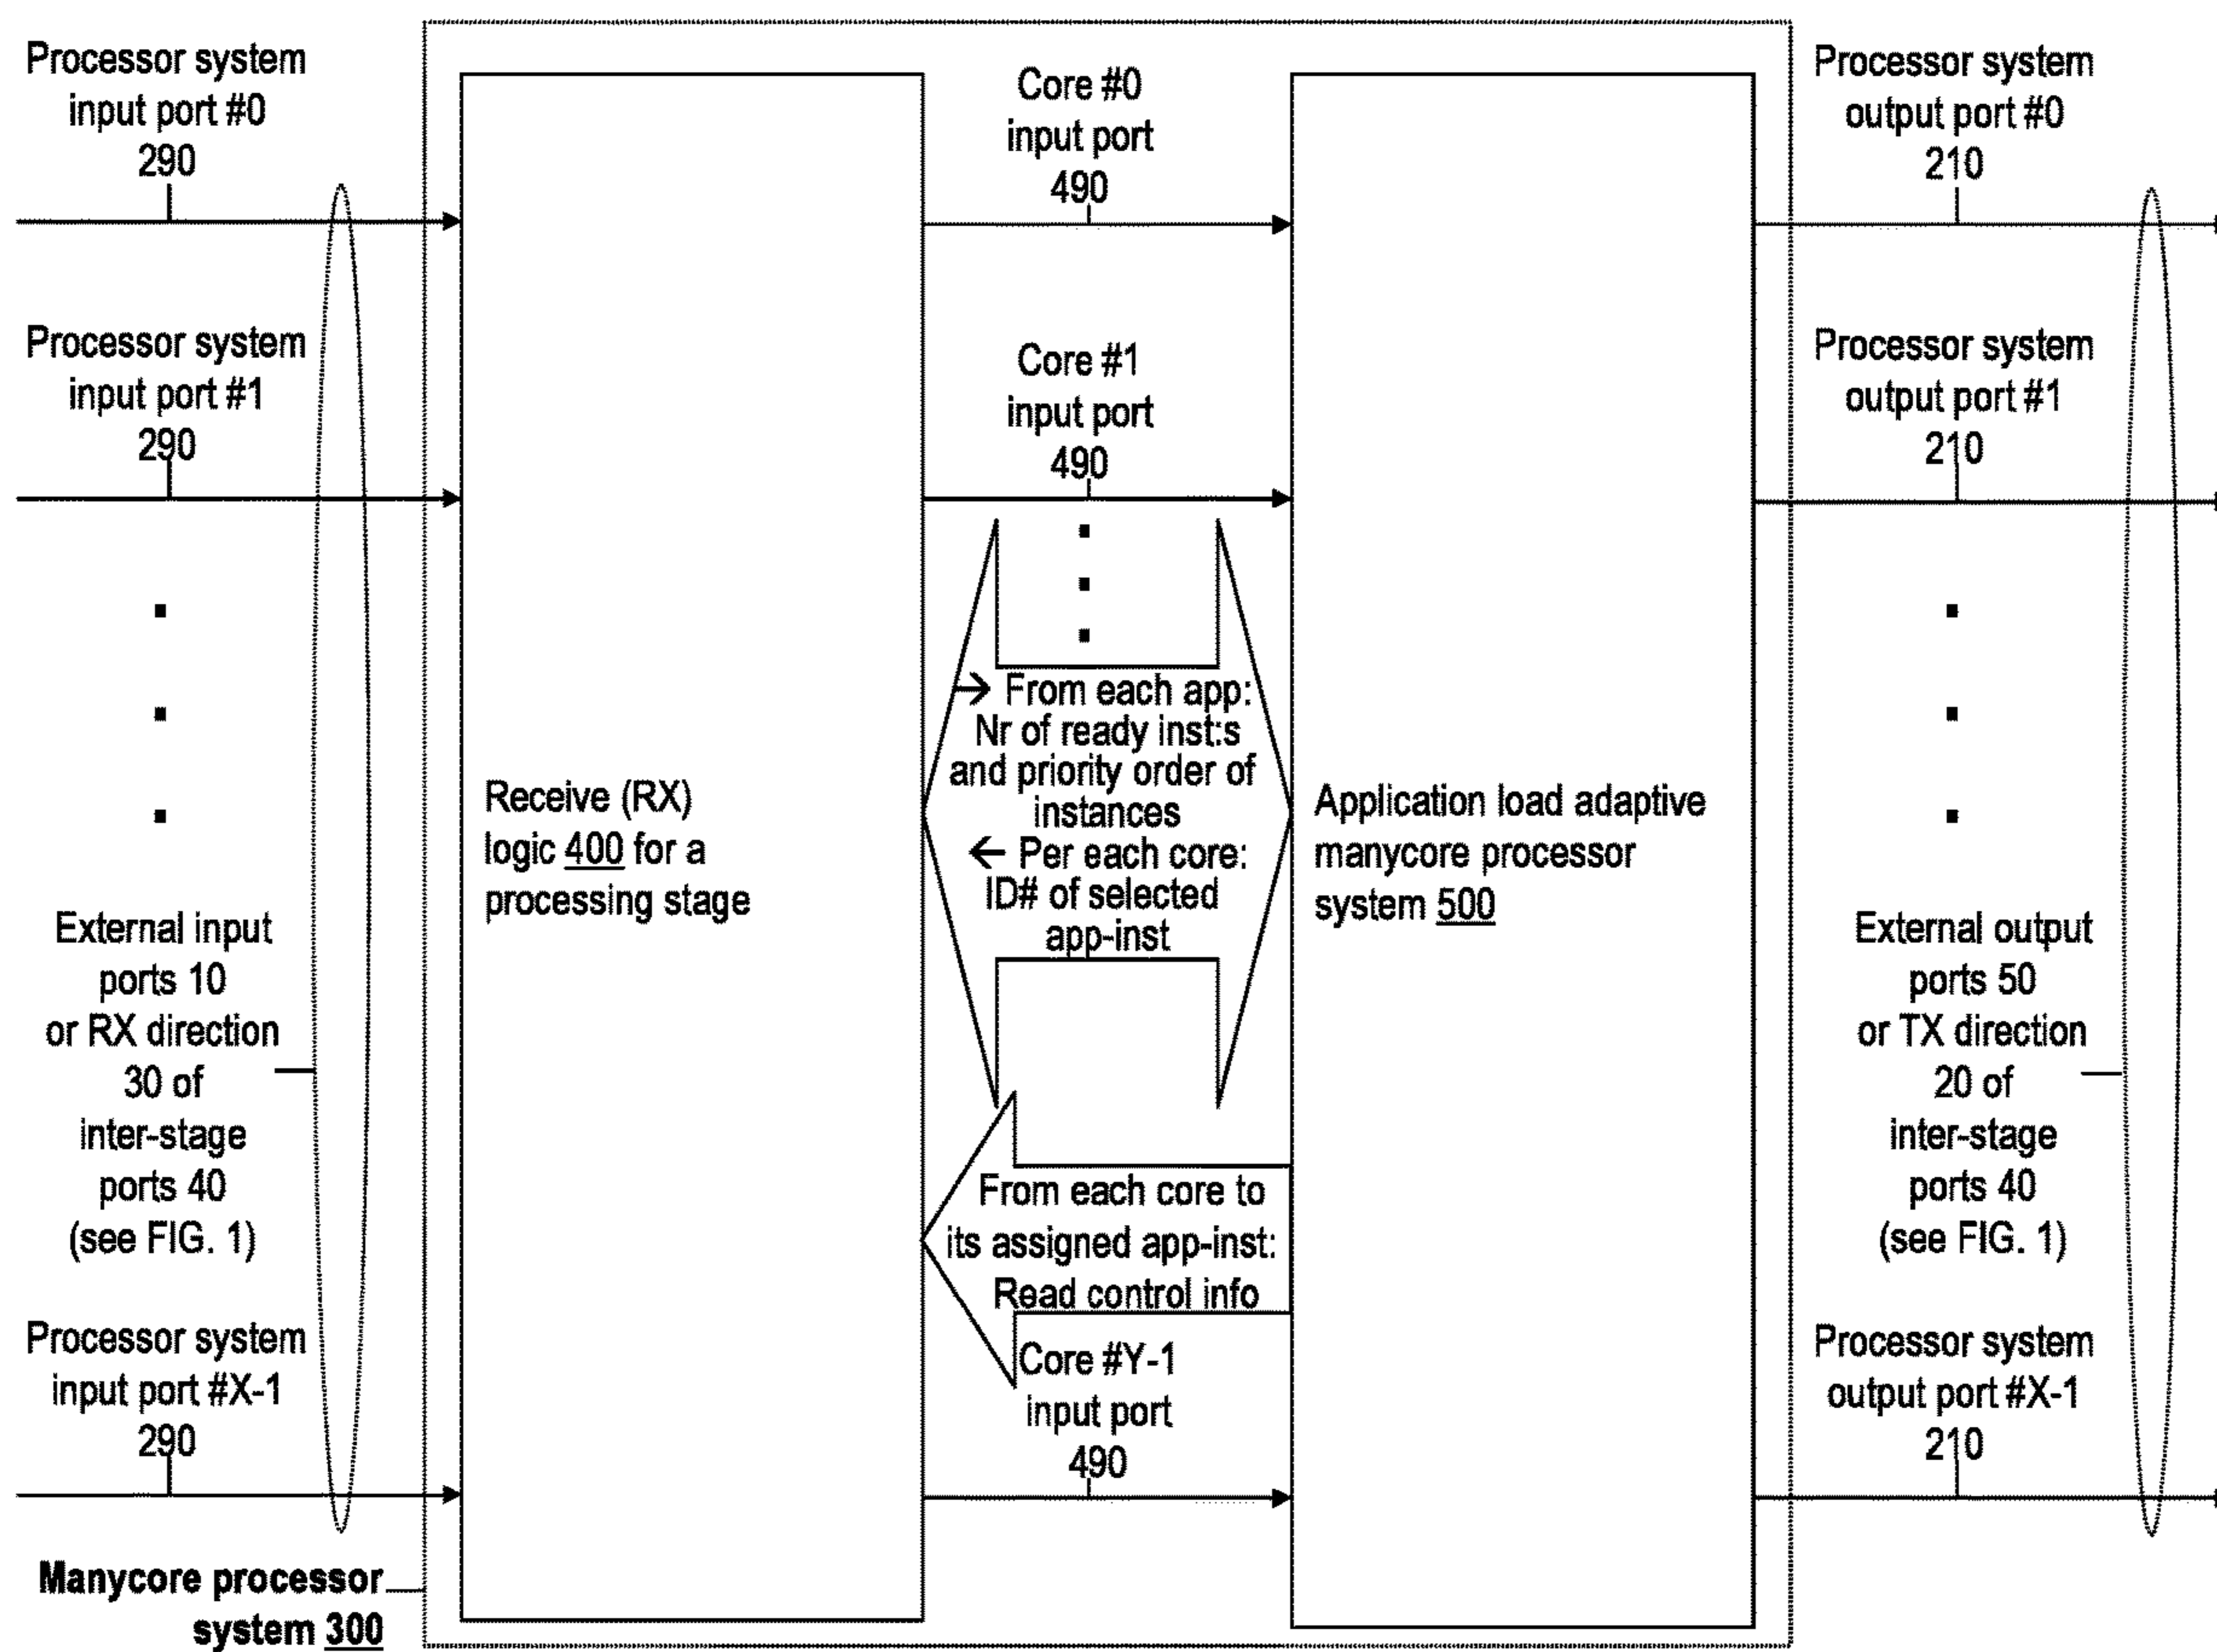 Processor system
input port #0
290
Processor system
input port #1
290
External input
ports 10
or RX direction
30 of
inter-stage
ports 40
(see FIG. 1)
Processor system
input port #X-1
290
Manycore processor
system 300
Receive (RX)
logic 400 for a
processing stage
Core #0
input port
490
Core #1
input port
490
→ From each app:
Nr of ready inst:s
and priority order of
instances
← Per each core:
ID# of selected
app-inst
From each core to
its assigned app-inst:
Read control info
Core #Y-1
input port
490
Application load adaptive
manycore processor
system 500
Processor system
output port #0
210
Processor system
output port #1
210
External output
ports 50
or TX direction
20 of
inter-stage
ports 40
(see FIG. 1)
Processor system
output port #X-1
210